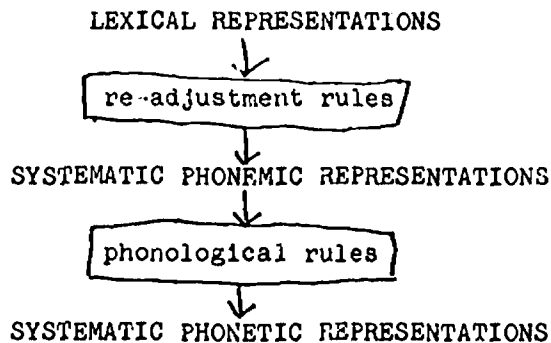 LEXICAL REPRESENTATIONS
re-adjustment rules
SYSTEMATIC PHONEMIC REPRESENTATIONS
phonological rules
SYSTEMATIC PHONETIC REPRESENTATIONS